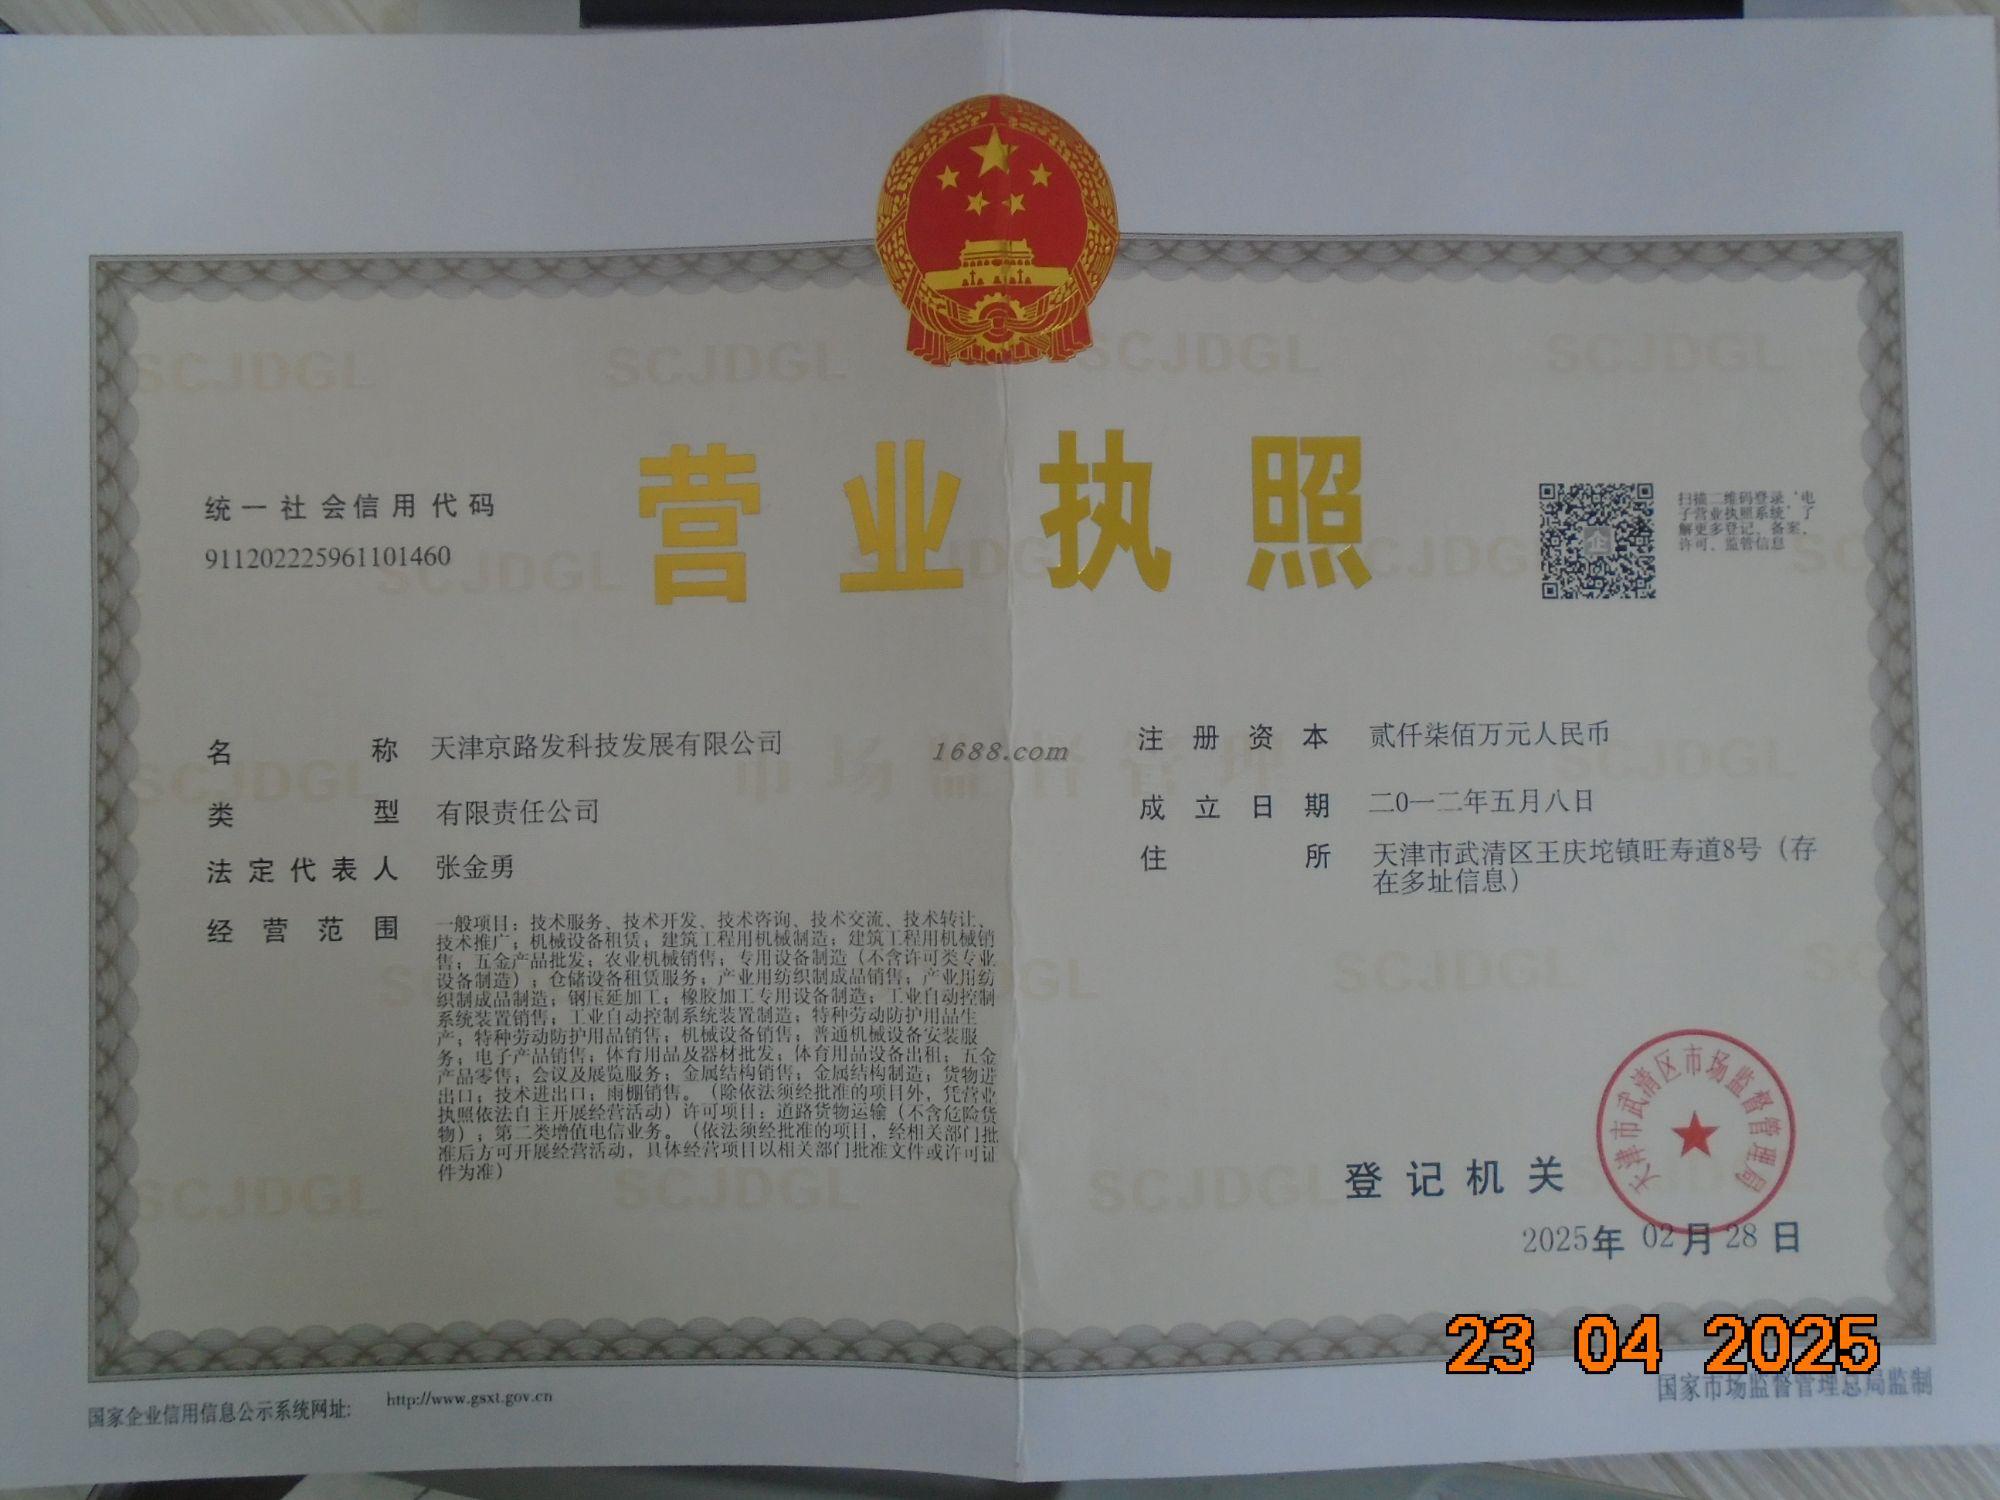 营业执照
统一社会信用代码
911202225961101460
扫描二维码登录‘电
子营业执照系统’了
解更多登记、备案、
许可、监管信息
名称 天津京路发科技发展有限公司
类型 有限责任公司
法定代表人 张金勇
经营范围 一般项目：技术服务、技术开发、技术咨询、技术交流、技术转让、
技术推广；机械设备租赁；建筑工程用机械制造；建筑工程用机械销
售；五金产品批发；农业机械销售；专用设备制造（不含许可类专业
设备制造）；仓储设备租赁服务；产业用纺织制成品销售；产业用纺
织制成品制造；钢压延加工；橡胶加工专用设备制造；工业自动控制
系统装置销售；工业自动控制系统装置制造；特种劳动防护用品生
产；特种劳动防护用品销售；机械设备销售；普通机械设备安装服
务；电子产品销售；体育用品及器材批发；体育用品设备出租；五金
产品零售；会议及展览服务；金属结构销售；金属结构制造；货物进
出口；技术进出口；雨棚销售。（除依法须经批准的项目外，凭营业
执照依法自主开展经营活动）许可项目：道路货物运输（不含危险货
物）；第二类增值电信业务。（依法须经批准的项目，经相关部门批
准后方可开展经营活动，具体经营项目以相关部门批准文件或许可证
件为准）
注册资本 贰仟柒佰万元人民币
成立日期 二0一二年五月八日
住所 天津市武清区王庆坨镇旺寿道8号（存
在多址信息）
1688.com
市场监督管理
SCJDGL
登记机关
天津市武清区市场监督管理局
2025年 02月 28日
23 04 2025
国家企业信用信息公示系统网址: http://www.gsxt.gov.cn
国家市场监督管理总局监制